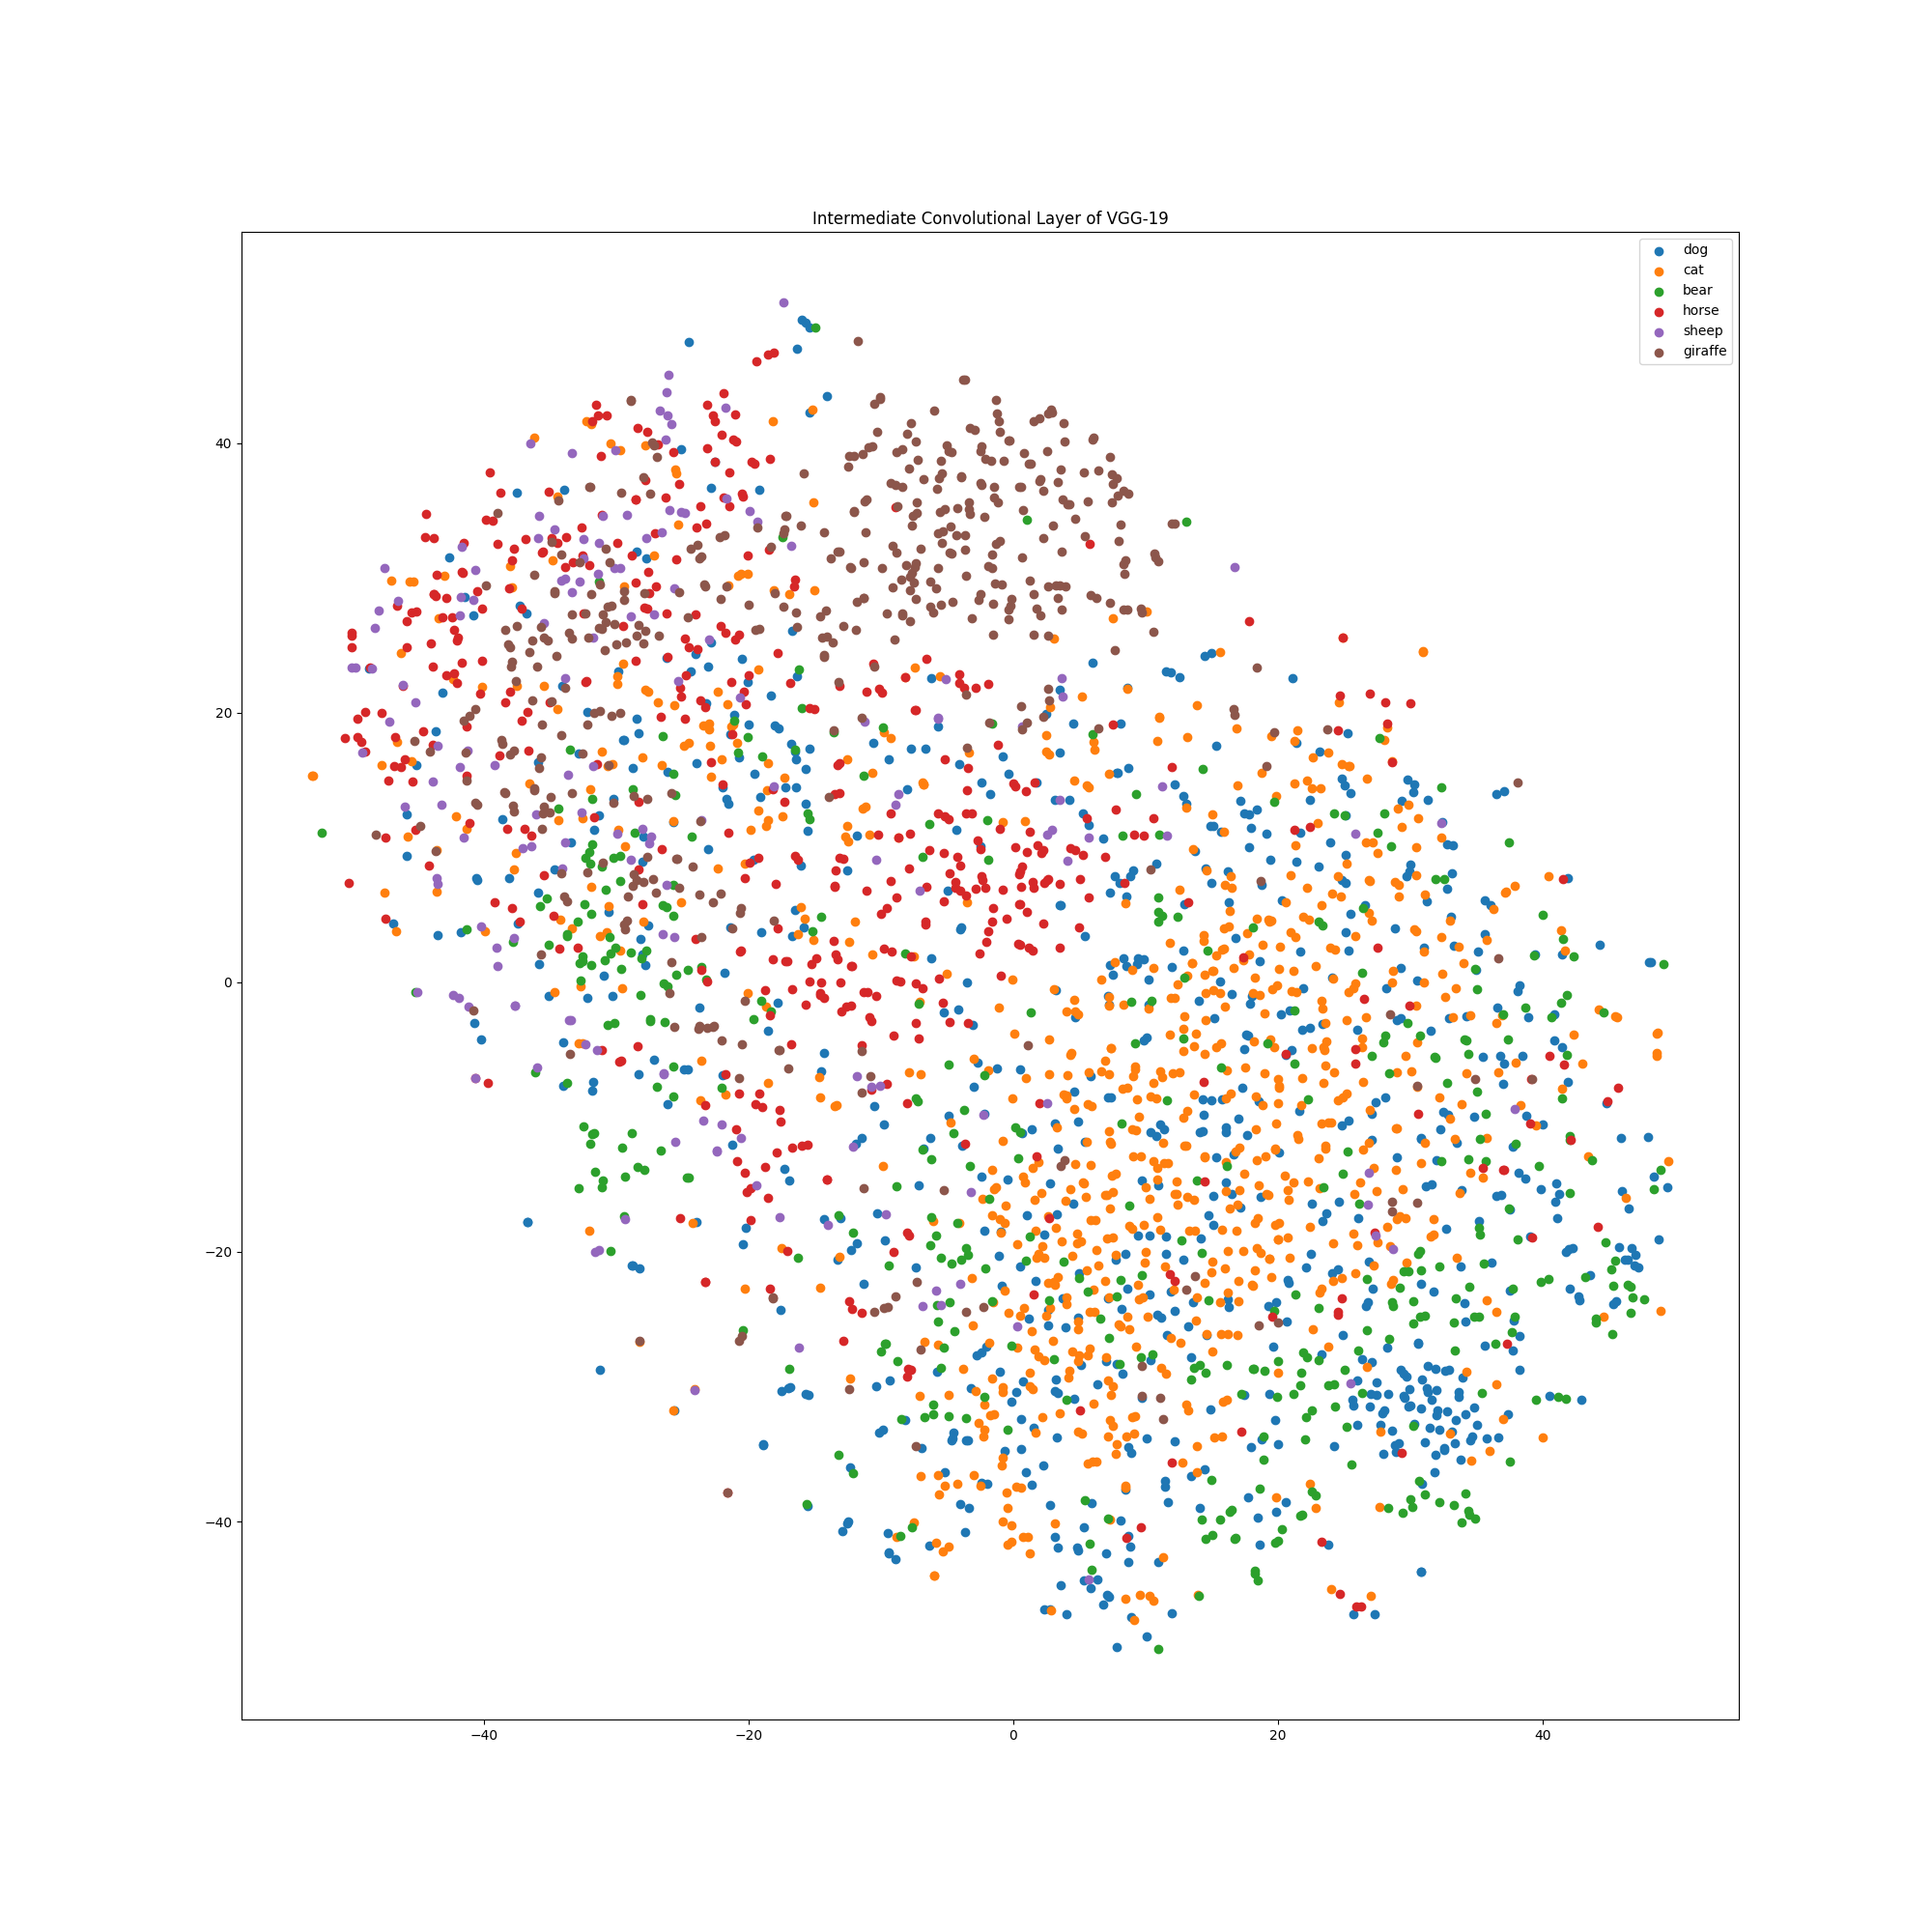 Intermediate Convolutional Layer of VGG-19
dog
cat
bear
horse
sheep
giraffe
40
20
0
−20
−40
−40
−20
0
20
40